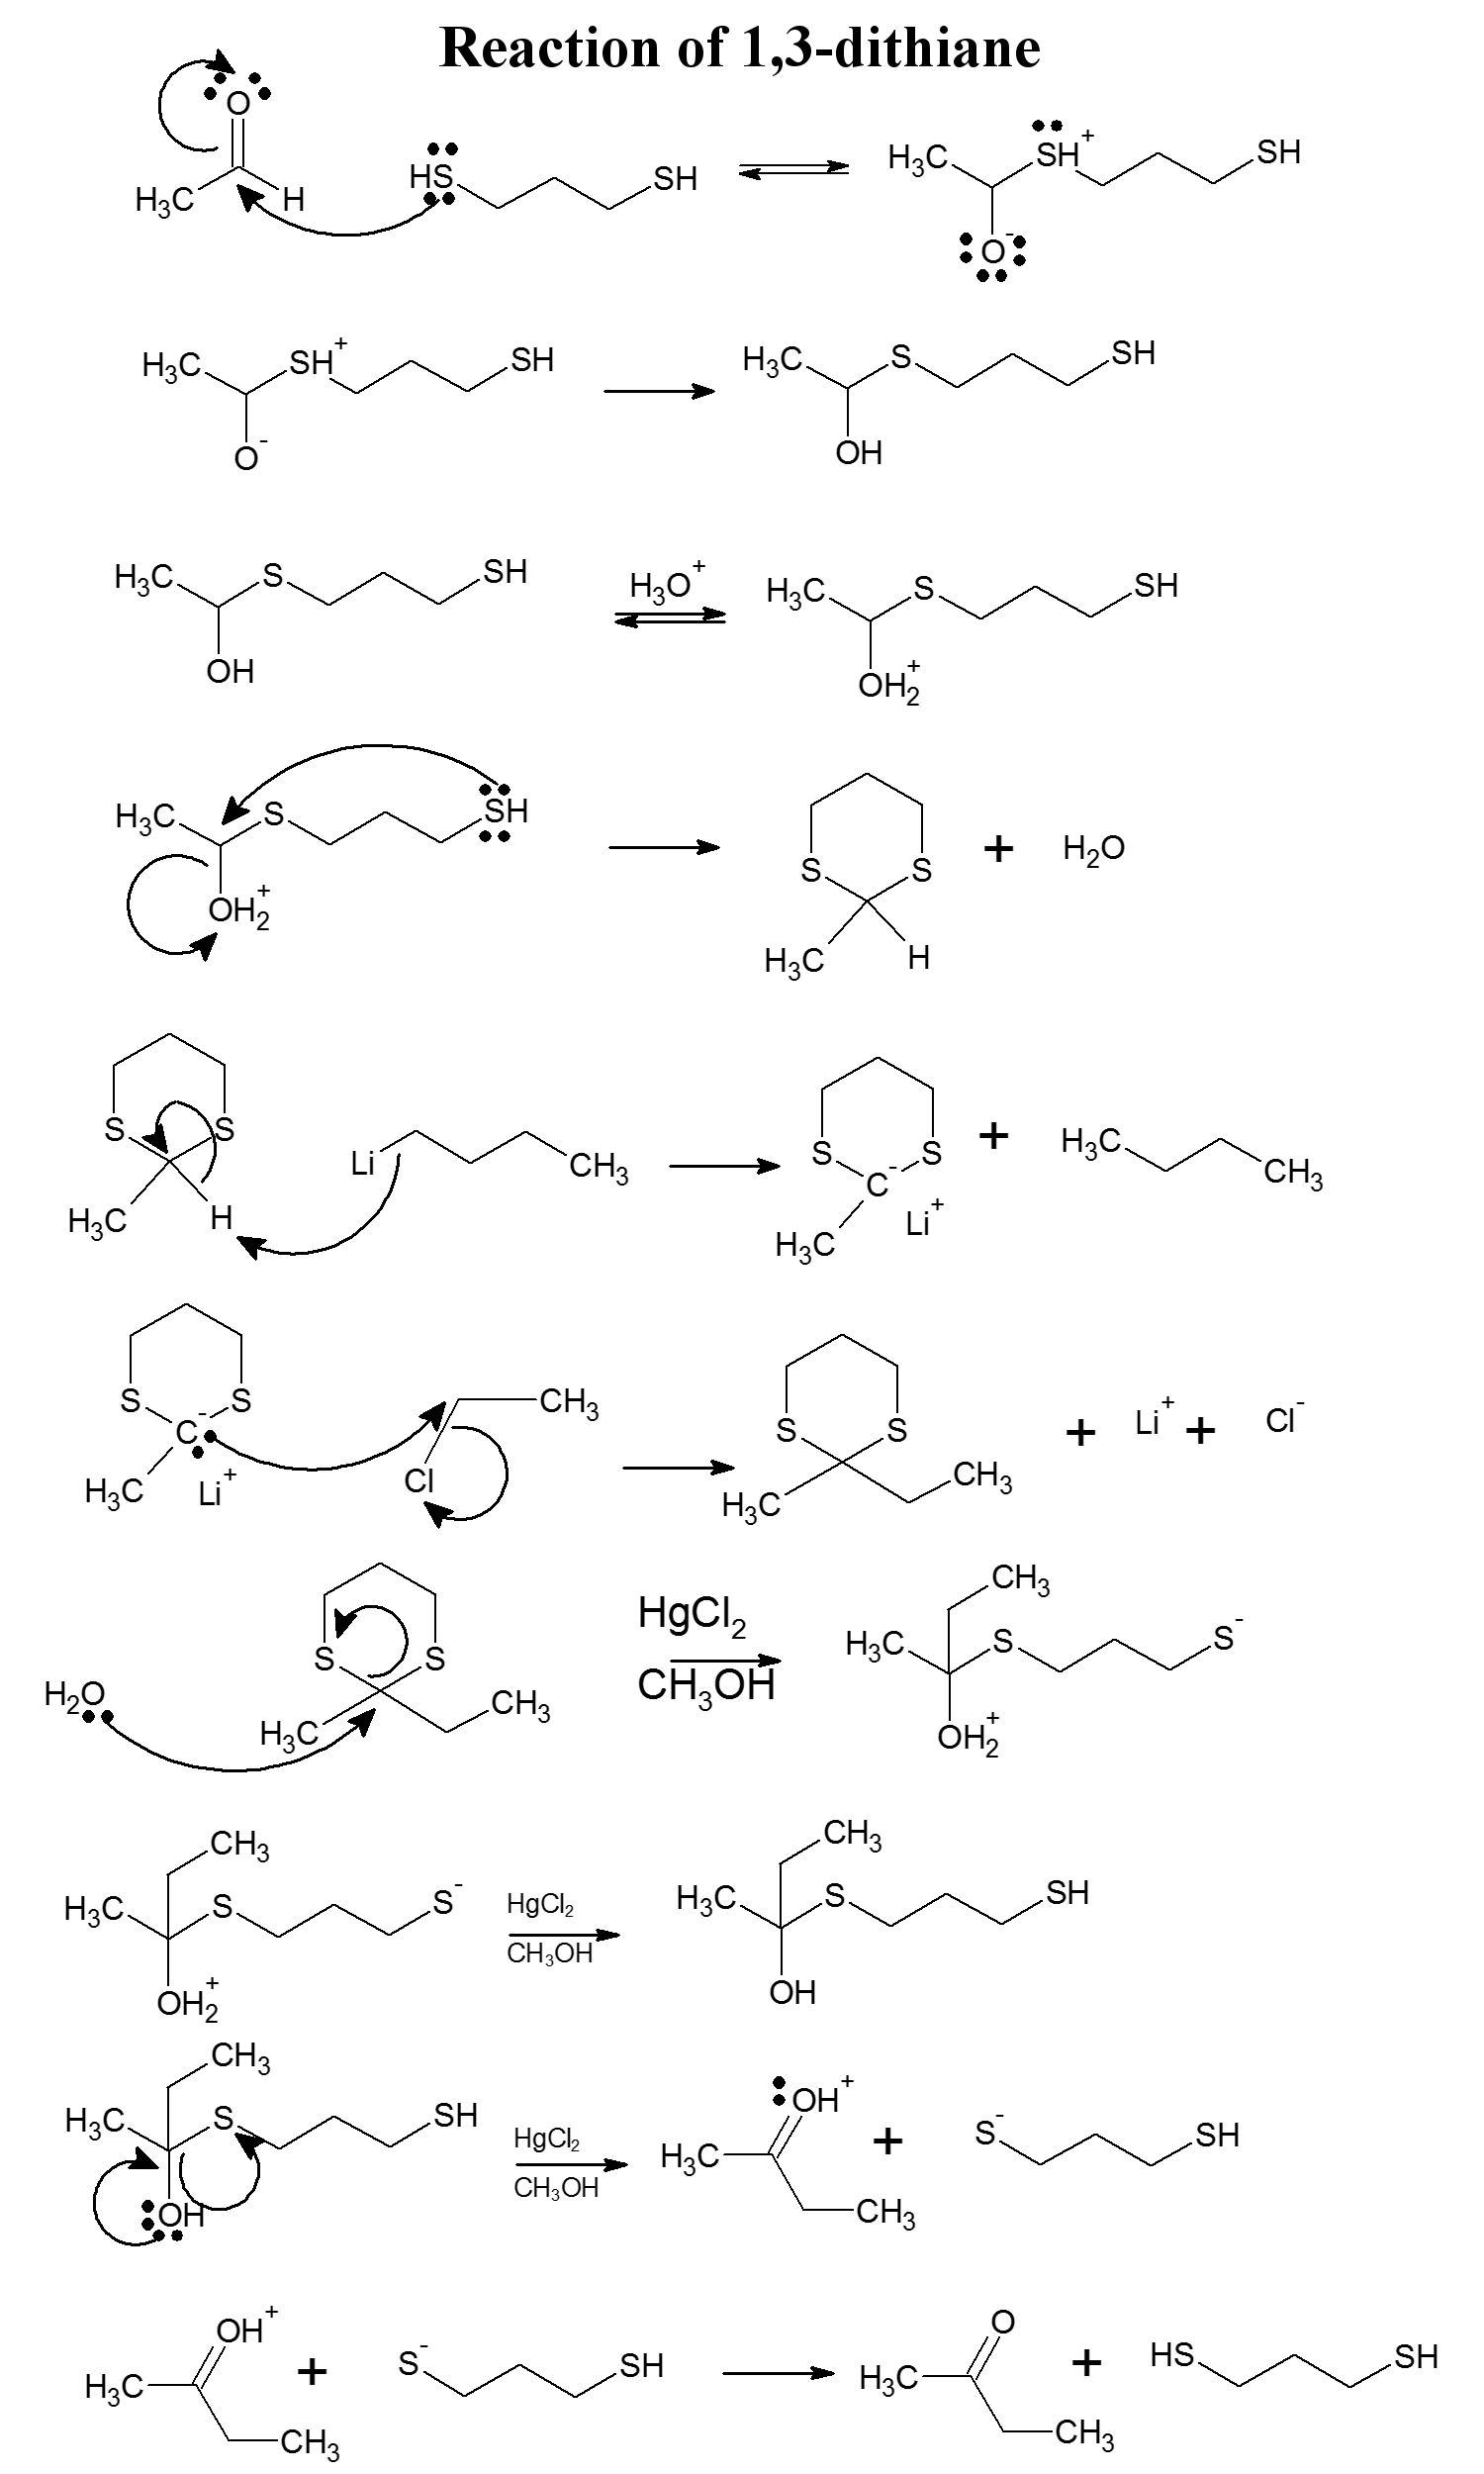 Reaction of 1,3-dithiane
O H₃C H HS SH H₃C SH⁺ SH O⁻
H₃C SH⁺ SH O⁻ H₃C S SH OH
H₃C S SH OH H₃O⁺ H₃C S SH OH₂⁺
H₃C S SH OH₂⁺ S S H₃C H + H₂O
S S H₃C H Li CH₃ S S C⁻ H₃C Li⁺ + H₃C CH₃
S S C⁻ H₃C Li⁺ Cl CH₃ S S H₃C CH₃ + Li⁺ + Cl⁻
H₂O S S H₃C CH₃ HgCl₂ CH₃OH CH₃ H₃C S S⁻ OH₂⁺
CH₃ H₃C S S⁻ OH₂⁺ HgCl₂ CH₃OH CH₃ H₃C S SH OH
CH₃ H₃C S SH OH HgCl₂ CH₃OH OH⁺ H₃C CH₃ + S⁻ SH
OH⁺ H₃C CH₃ + S⁻ SH O H₃C CH₃ + HS SH